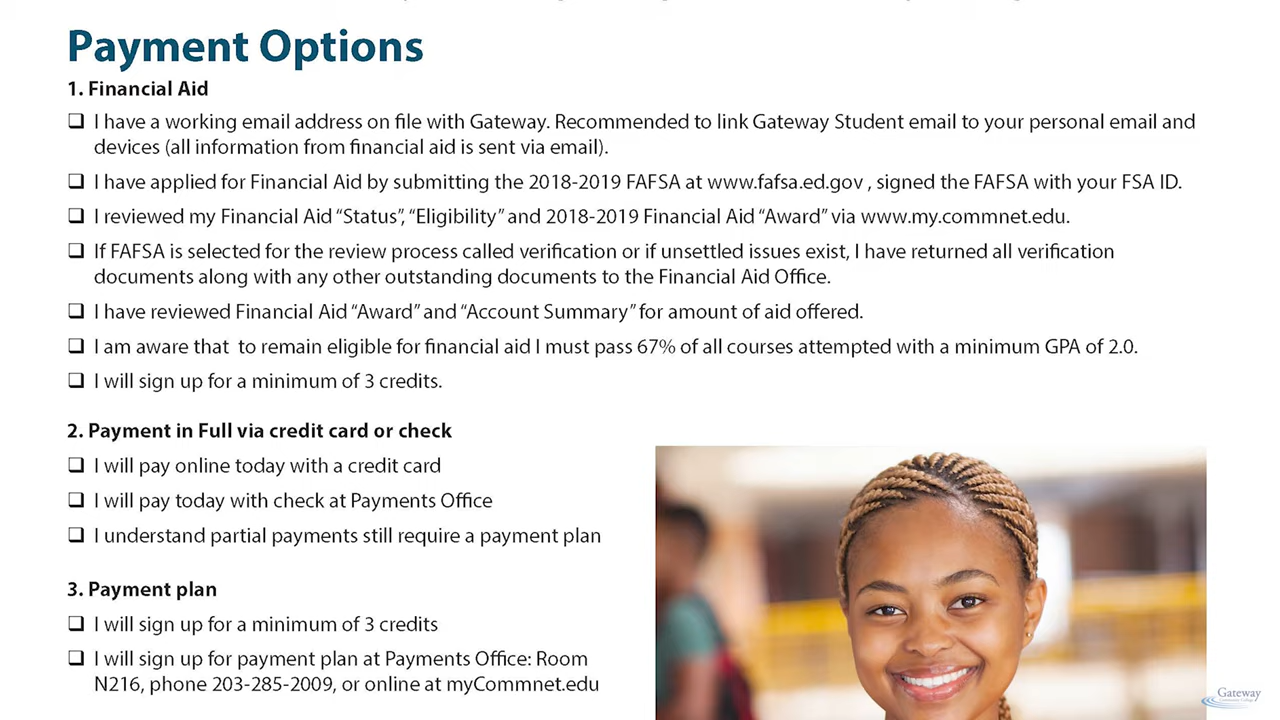 Payment Options
1. Financial Aid
❑ I have a working email address on file with Gateway. Recommended to link Gateway Student email to your personal email and
devices (all information from financial aid is sent via email).
❑ I have applied for Financial Aid by submitting the 2018-2019 FAFSA at www.fafsa.ed.gov , signed the FAFSA with your FSA ID.
❑ I reviewed my Financial Aid “Status”, “Eligibility” and 2018-2019 Financial Aid “Award” via www.my.commnet.edu.
❑ If FAFSA is selected for the review process called verification or if unsettled issues exist, I have returned all verification
documents along with any other outstanding documents to the Financial Aid Office.
❑ I have reviewed Financial Aid “Award” and “Account Summary” for amount of aid offered.
❑ I am aware that  to remain eligible for financial aid I must pass 67% of all courses attempted with a minimum GPA of 2.0.
❑ I will sign up for a minimum of 3 credits.
2. Payment in Full via credit card or check
❑ I will pay online today with a credit card
❑ I will pay today with check at Payments Office
❑ I understand partial payments still require a payment plan
3. Payment plan
❑ I will sign up for a minimum of 3 credits
❑ I will sign up for payment plan at Payments Office: Room
N216, phone 203-285-2009, or online at myCommnet.edu
Gateway
Community College